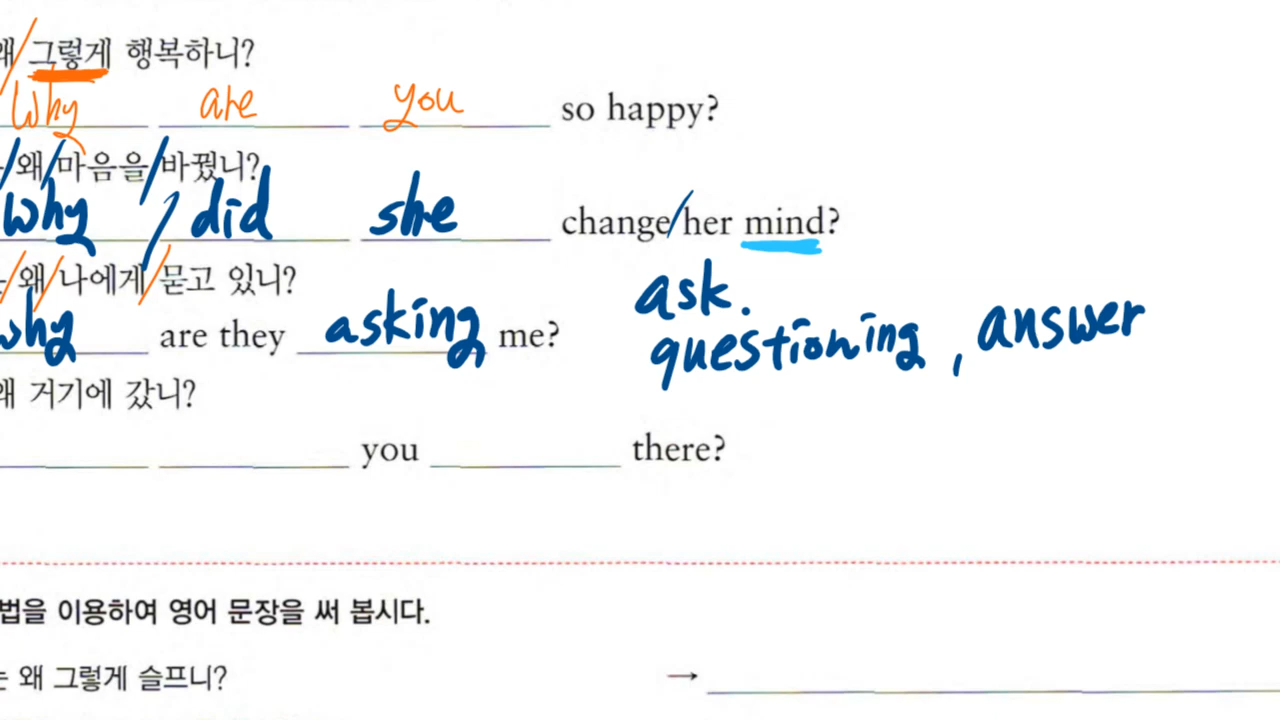 왜 그렇게 행복하니?
why are you so happy?
왜 마음을 바꿨니?
why did she change her mind?
는 왜 나에게 묻고 있니?
why are they asking me? ask.
questioning, answer
왜 거기에 갔니?
you there?
법을 이용하여 영어 문장을 써 봅시다.
는 왜 그렇게 슬프니? →